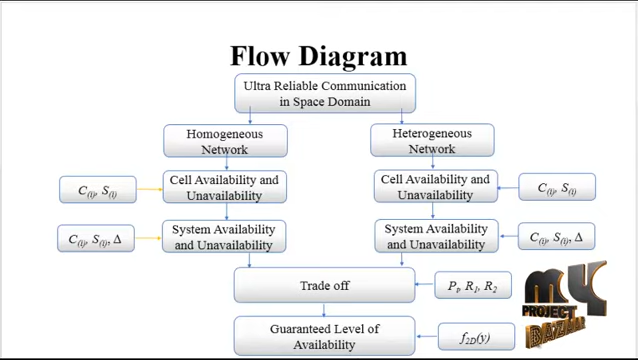 Flow Diagram
Ultra Reliable Communication
in Space Domain
Homogeneous
Network
Heterogeneous
Network
Cell Availability and
Unavailability
Cell Availability and
Unavailability
C(i), S(i)
C(i), S(i)
System Availability
and Unavailability
System Availability
and Unavailability
C(i), S(i), Δ
C(i), S(i), Δ
Trade off
P, R1, R2
Guaranteed Level of
Availability
f2D(y)
MY
PROJECT
BAZAAR